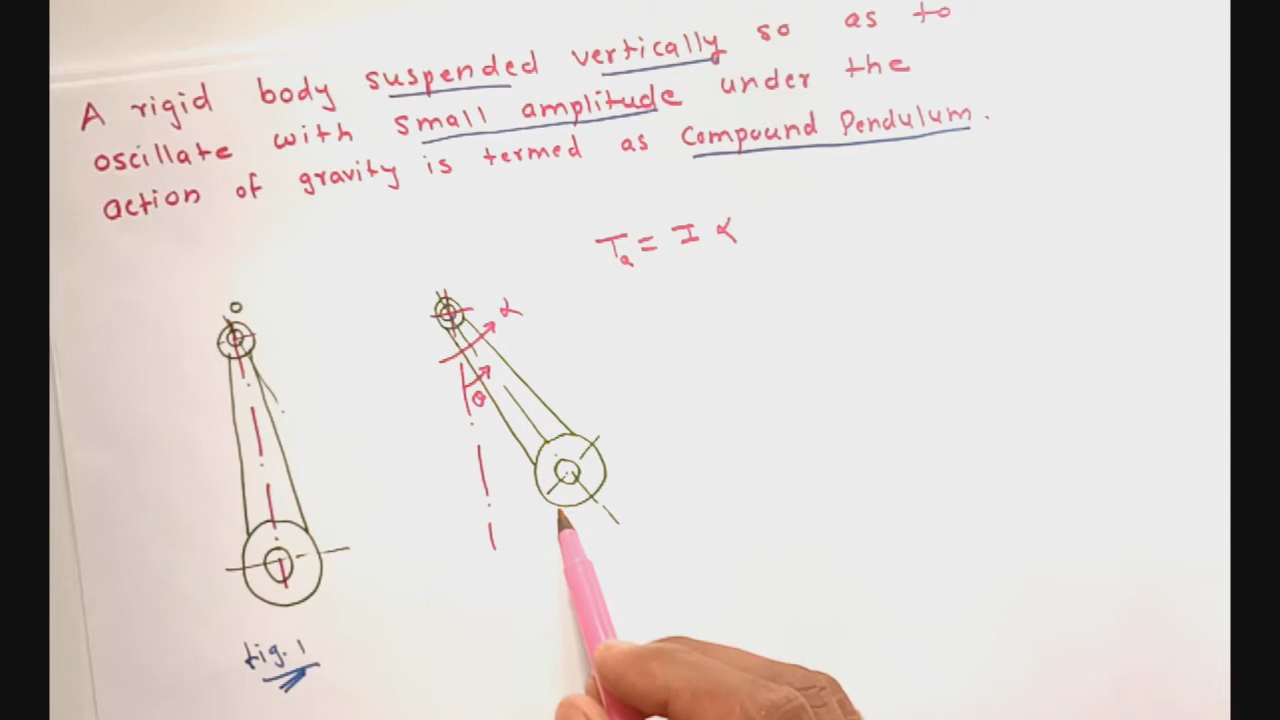 A rigid body suspended vertically so as to
oscillate with small amplitude under the
action of gravity is termed as Compound Pendulum.
Ta = I α
o
α
θ
fig. 1